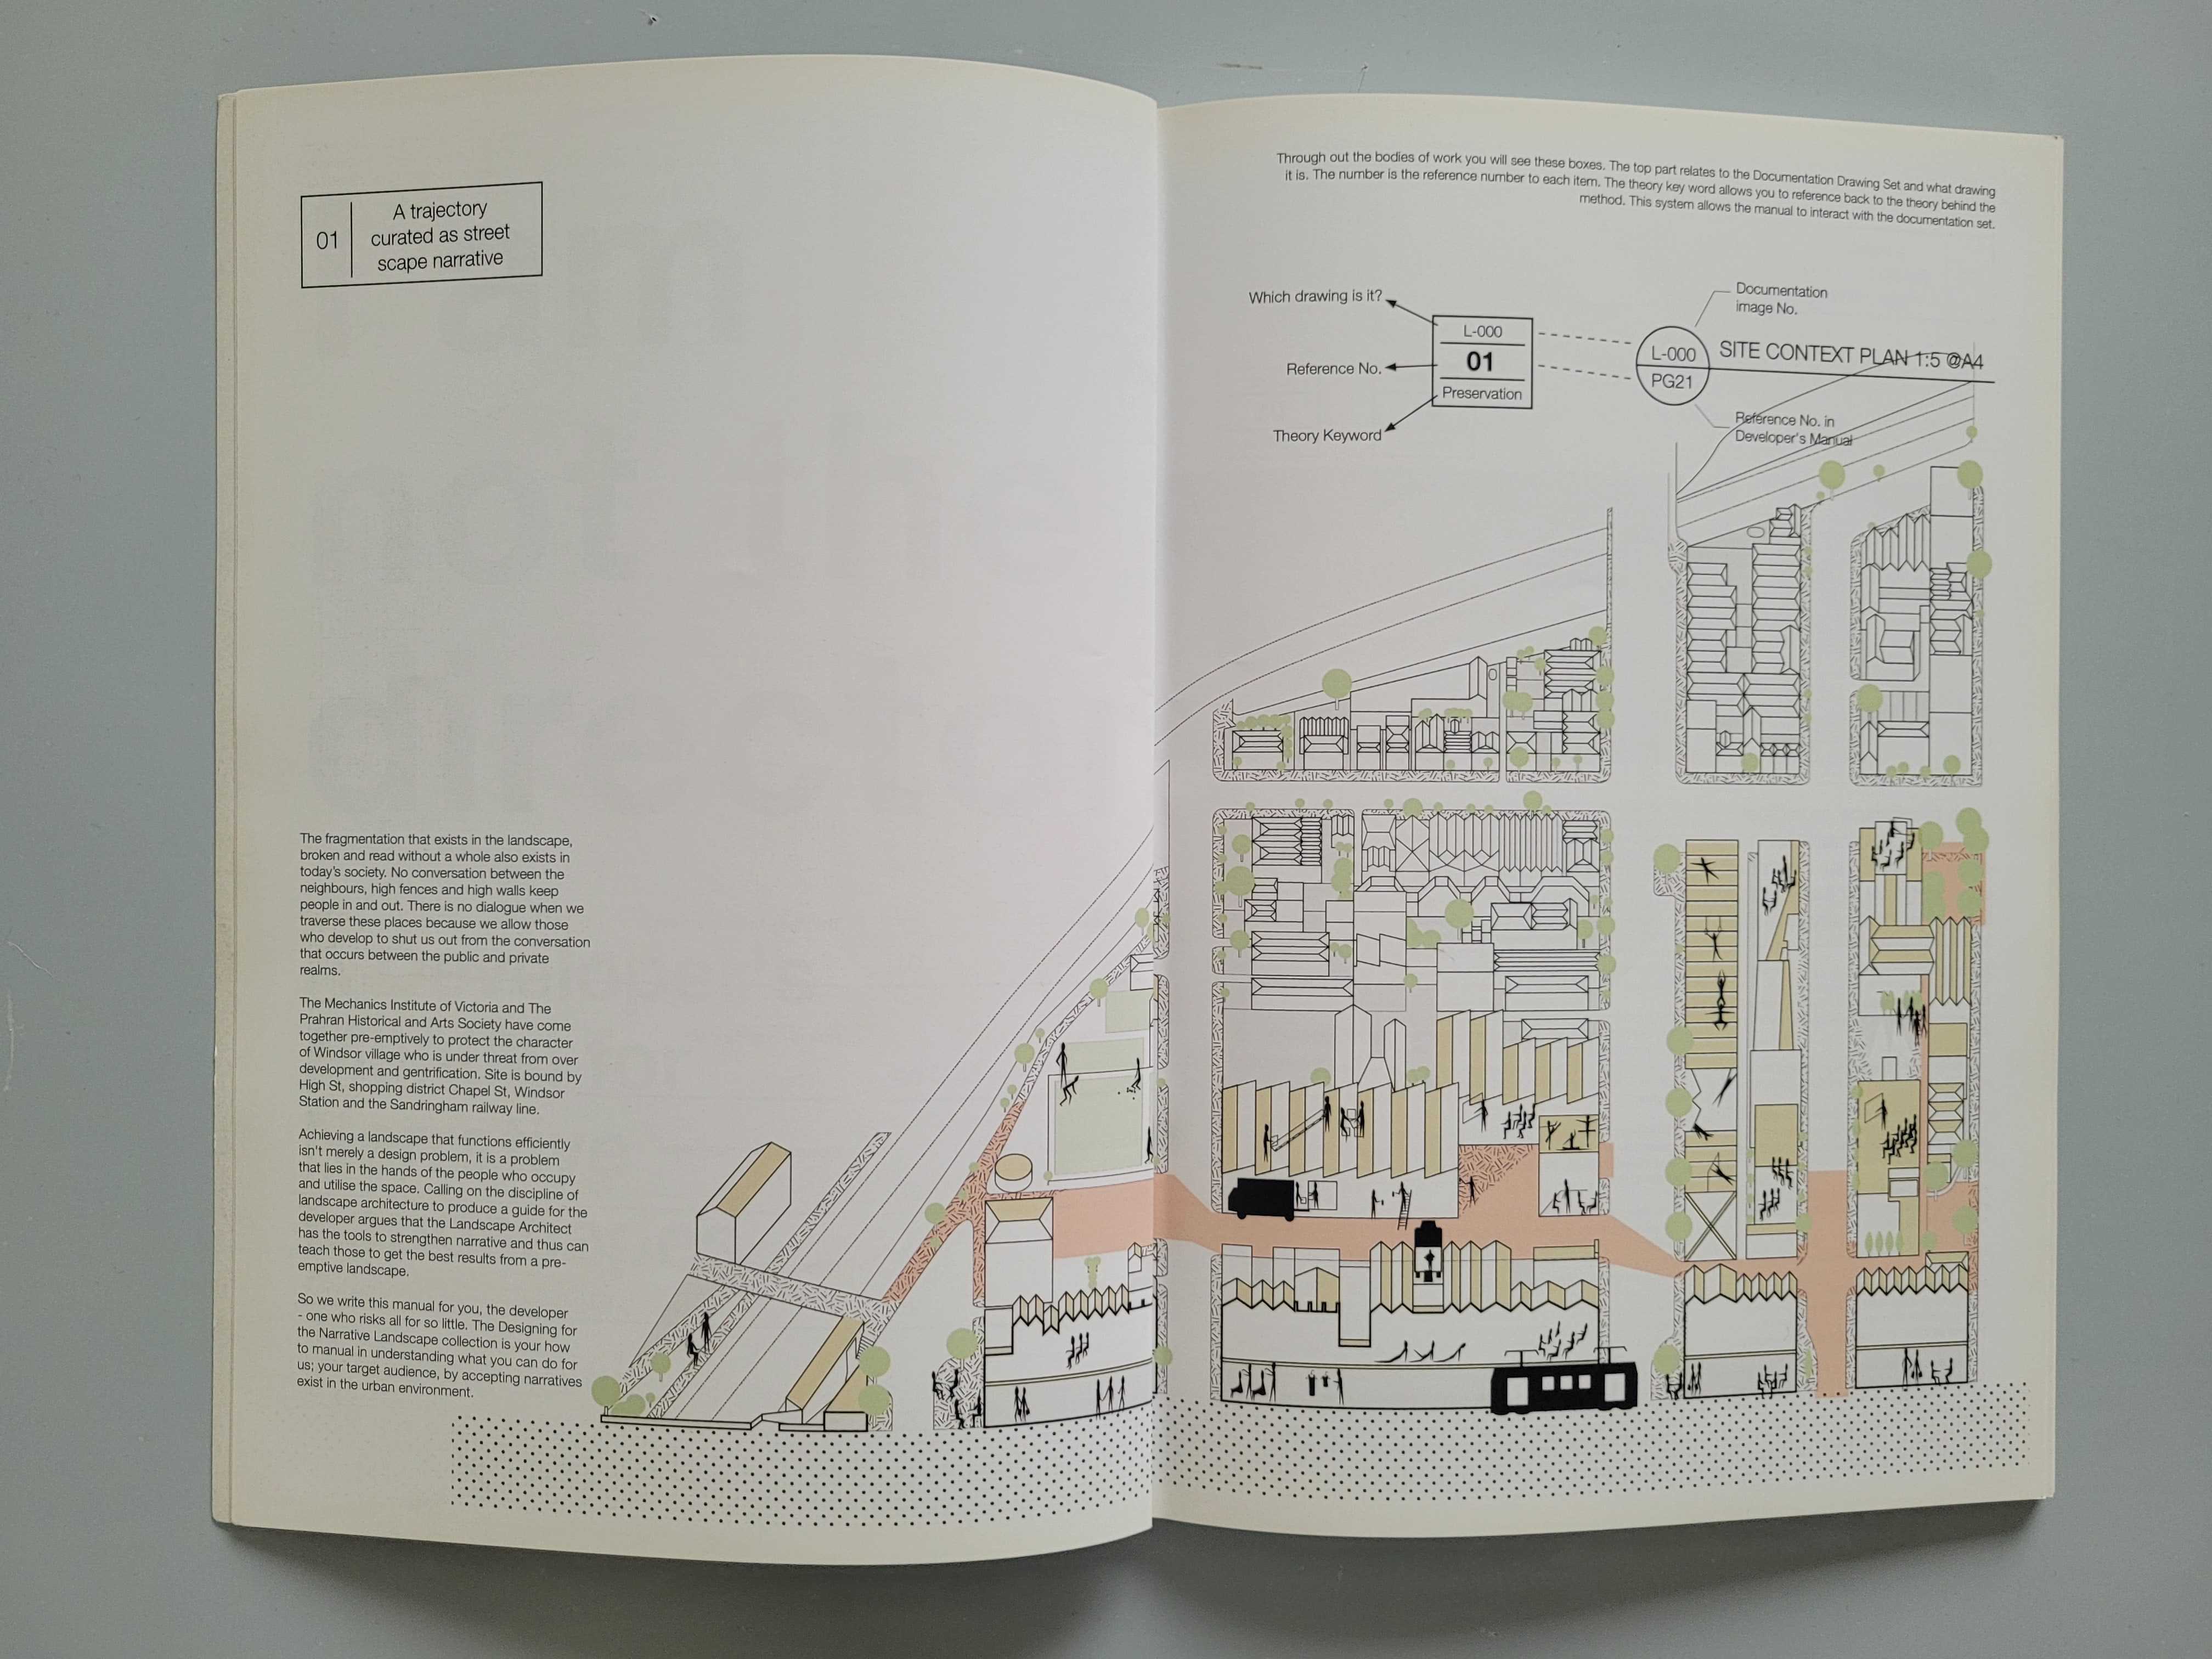 01
A trajectory
curated as street
scape narrative
The fragmentation that exists in the landscape,
broken and read without a whole also exists in
today's society. No conversation between the
neighbours, high fences and high walls keep
people in and out. There is no dialogue when we
traverse these places because we allow those
who develop to shut us out from the conversation
that occurs between the public and private
realms.
The Mechanics Institute of Victoria and The
Prahran Historical and Arts Society have come
together pre-emptively to protect the character
of Windsor village who is under threat from over
development and gentrification. Site is bound by
High St, shopping district Chapel St, Windsor
Station and the Sandringham railway line.
Achieving a landscape that functions efficiently
isn't merely a design problem, it is a problem
that lies in the hands of the people who occupy
and utilise the space. Calling on the discipline of
landscape architecture to produce a guide for the
developer argues that the Landscape Architect
has the tools to strengthen narrative and thus can
teach those to get the best results from a pre-
emptive landscape.
So we write this manual for you, the developer
- one who risks all for so little. The Designing for
the Narrative Landscape collection is your how
to manual in understanding what you can do for
us; your target audience, by accepting narratives
exist in the urban environment.
Through out the bodies of work you will see these boxes. The top part relates to the Documentation Drawing Set and what drawing
it is. The number is the reference number to each item. The theory key word allows you to reference back to the theory behind the
method. This system allows the manual to interact with the documentation set.
Which drawing is it?
Reference No.
Theory Keyword
L-000
01
Preservation
Documentation
image No.
L-000
PG21
SITE CONTEXT PLAN 1:5 @A4
Reference No. in
Developer's Manual